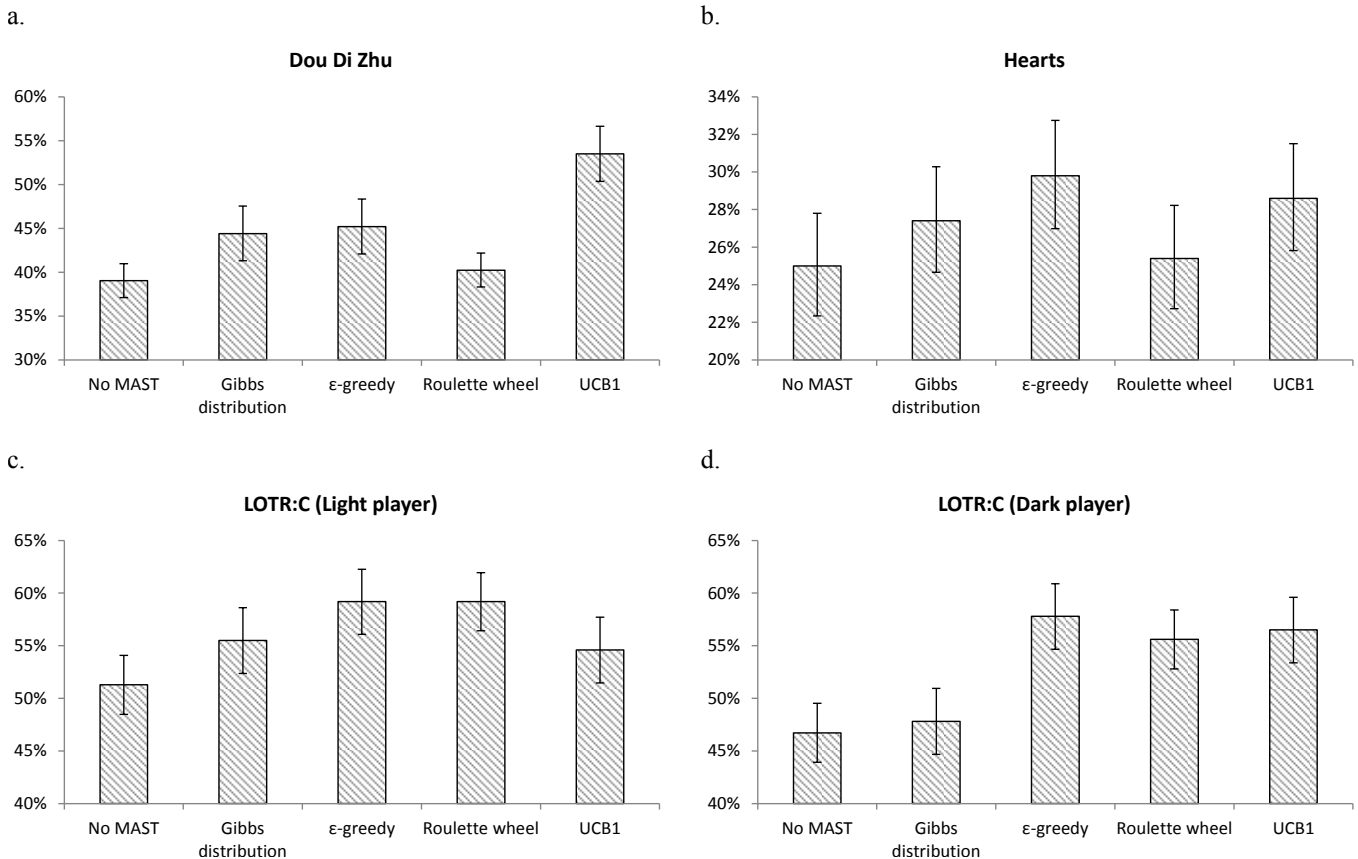 a.
Dou Di Zhu
60%
55%
50%
45%
40%
35%
30%
No MAST
Gibbs
distribution
ε-greedy
Roulette wheel
UCB1
b.
Hearts
34%
32%
30%
28%
26%
24%
22%
20%
No MAST
Gibbs
distribution
ε-greedy
Roulette wheel
UCB1
c.
LOTR:C (Light player)
65%
60%
55%
50%
45%
40%
No MAST
Gibbs
distribution
ε-greedy
Roulette wheel
UCB1
d.
LOTR:C (Dark player)
65%
60%
55%
50%
45%
40%
No MAST
Gibbs
distribution
ε-greedy
Roulette wheel
UCB1